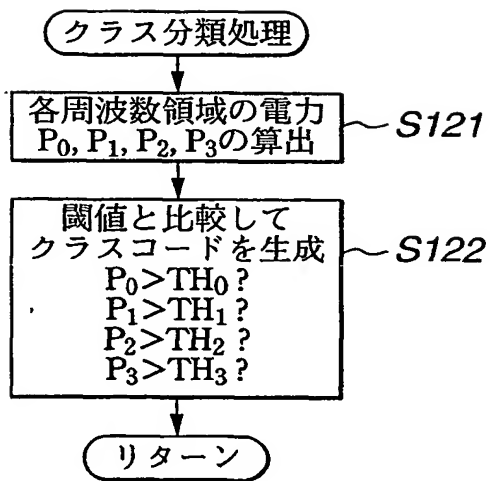 クラス分類処理
各周波数領域の電力
P₀, P₁, P₂, P₃の算出
S121
閾値と比較して
クラスコードを生成
S122
P₀>TH₀?
P₁>TH₁?
P₂>TH₂?
P₃>TH₃?
リターン